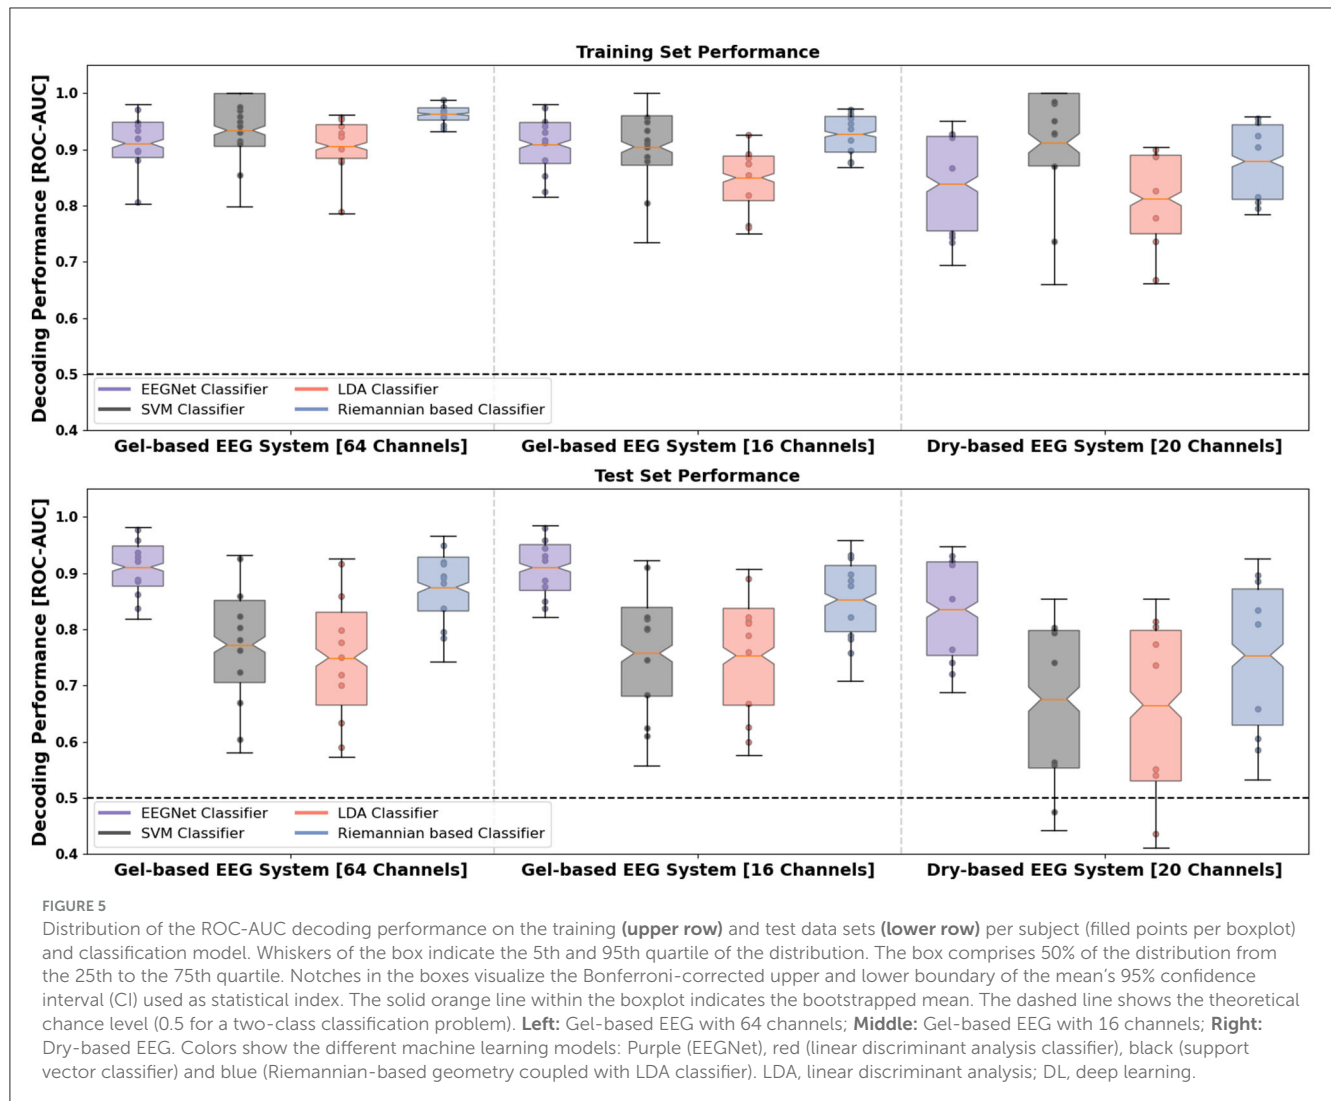 Training Set Performance
Decoding Performance [ROC-AUC]
1.0
0.9
0.8
0.7
0.6
0.5
0.4
EEGNet Classifier
SVM Classifier
LDA Classifier
Riemannian based Classifier
Gel-based EEG System [64 Channels]
Gel-based EEG System [16 Channels]
Dry-based EEG System [20 Channels]
Test Set Performance
Decoding Performance [ROC-AUC]
1.0
0.9
0.8
0.7
0.6
0.5
0.4
EEGNet Classifier
SVM Classifier
LDA Classifier
Riemannian based Classifier
Gel-based EEG System [64 Channels]
Gel-based EEG System [16 Channels]
Dry-based EEG System [20 Channels]
FIGURE 5
Distribution of the ROC-AUC decoding performance on the training (upper row) and test data sets (lower row) per subject (filled points per boxplot)
and classification model. Whiskers of the box indicate the 5th and 95th quartile of the distribution. The box comprises 50% of the distribution from
the 25th to the 75th quartile. Notches in the boxes visualize the Bonferroni-corrected upper and lower boundary of the mean's 95% confidence
interval (CI) used as statistical index. The solid orange line within the boxplot indicates the bootstrapped mean. The dashed line shows the theoretical
chance level (0.5 for a two-class classification problem). Left: Gel-based EEG with 64 channels; Middle: Gel-based EEG with 16 channels; Right:
Dry-based EEG. Colors show the different machine learning models: Purple (EEGNet), red (linear discriminant analysis classifier), black (support
vector classifier) and blue (Riemannian-based geometry coupled with LDA classifier). LDA, linear discriminant analysis; DL, deep learning.